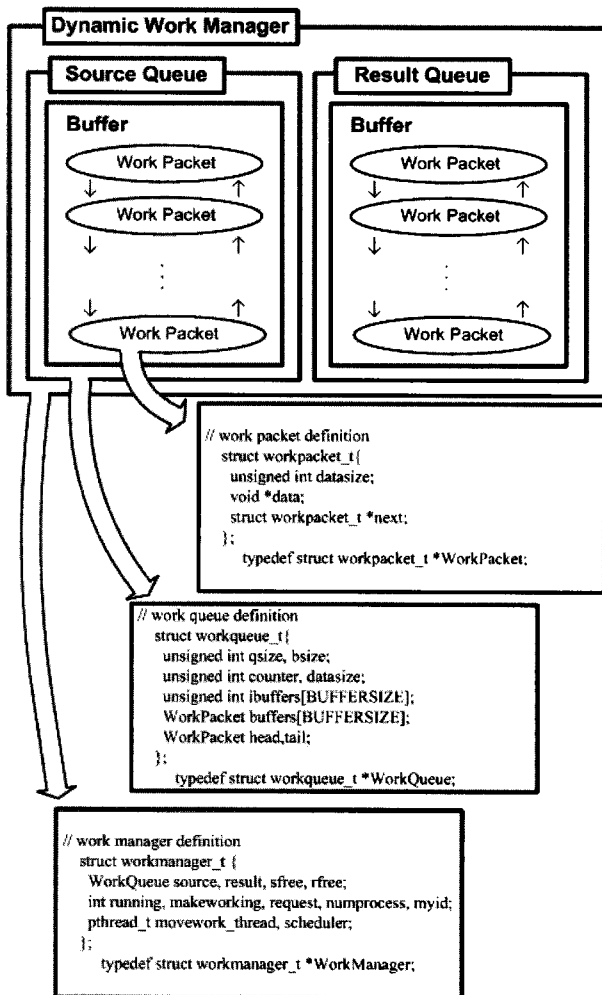 Dynamic Work Manager
Source Queue
Result Queue
Buffer
Work Packet
↓ ↑
Work Packet
↓ ↑
⋮
↓ ↑
Work Packet
Buffer
Work Packet
↓ ↑
Work Packet
↓ ↑
⋮
↓ ↑
Work Packet
// work packet definition
struct workpacket_t{
unsigned int datasize;
void *data;
struct workpacket_t *next;
};
typedef struct workpacket_t *WorkPacket;
// work queue definition
struct workqueue_t{
unsigned int qsize, bsize;
unsigned int counter, datasize;
unsigned int ibuffers[BUFFERSIZE];
WorkPacket buffers[BUFFERSIZE];
WorkPacket head,tail;
};
typedef struct workqueue_t *WorkQueue;
// work manager definition
struct workmanager_t {
WorkQueue source, result, sfree, rfree;
int running, makeworking, request, numprocess, myid;
pthread_t movework_thread, scheduler;
};
typedef struct workmanager_t *WorkManager;